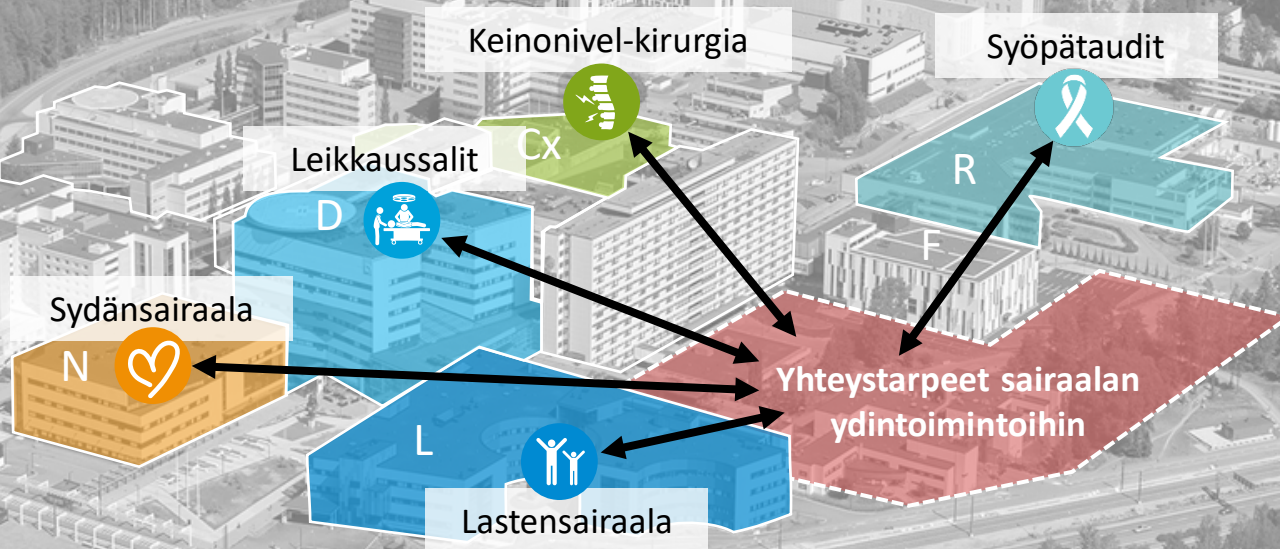 Keinonivel-kirurgia
Syöpätaudit
Leikkaussalit
Cx
R
D
F
Sydänsairaala
N
Yhteystarpeet sairaalan
ydintoimintoihin
L
Lastensairaala